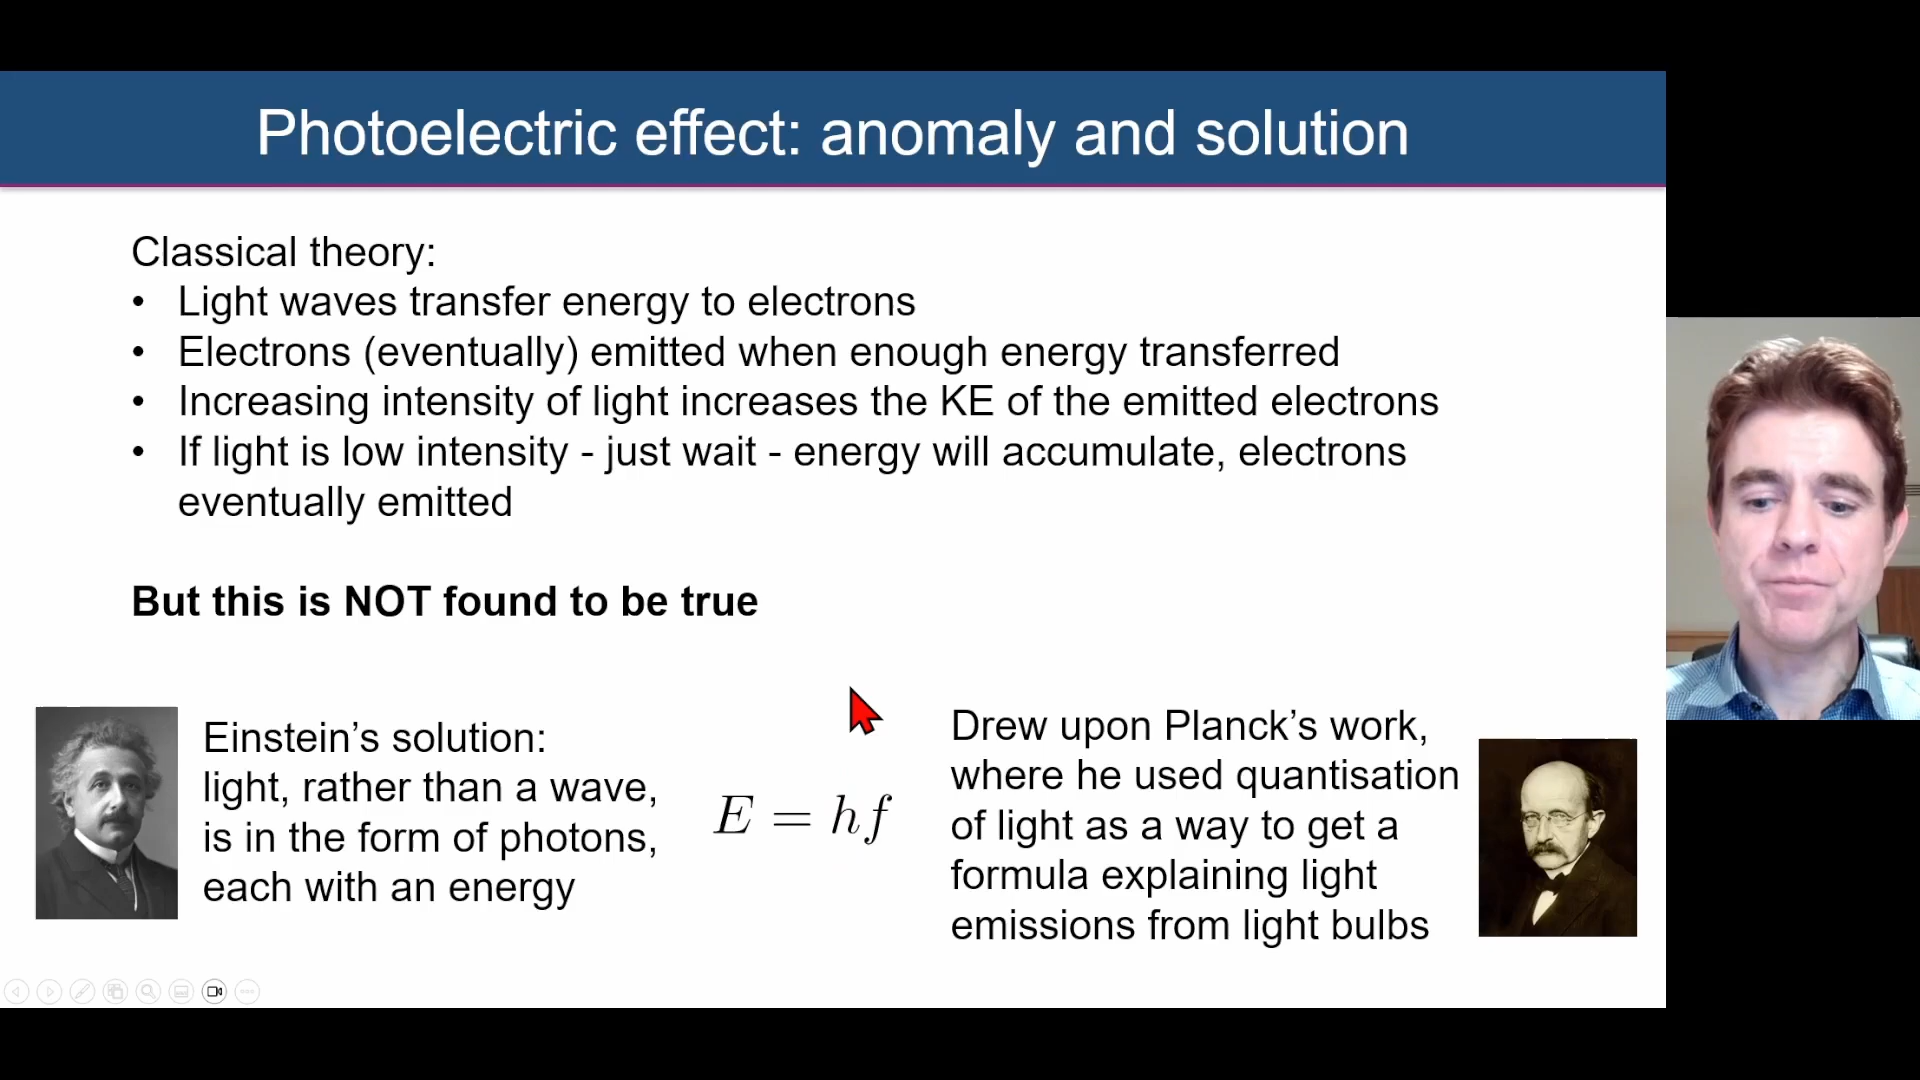 Photoelectric effect: anomaly and solution
Classical theory:
• Light waves transfer energy to electrons
• Electrons (eventually) emitted when enough energy transferred
• Increasing intensity of light increases the KE of the emitted electrons
• If light is low intensity - just wait - energy will accumulate, electrons
eventually emitted
But this is NOT found to be true
Einstein’s solution:
light, rather than a wave,
is in the form of photons,
each with an energy
E = hf
Drew upon Planck’s work,
where he used quantisation
of light as a way to get a
formula explaining light
emissions from light bulbs